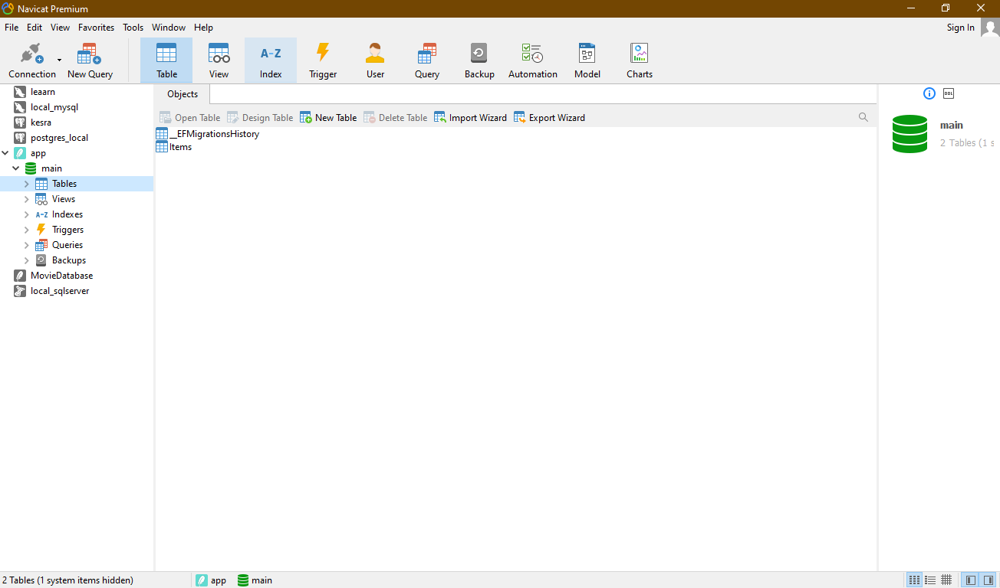 Navicat Premium
File Edit View Favorites Tools Window Help
Sign In
Connection New Query Table View Index Trigger User Query Backup Automation Model Charts
A-Z
leaarn
local_mysql
kesra
postgres_local
app
main
Tables
Views
A-Z Indexes
Triggers
Queries
Backups
MovieDatabase
local_sqlserver
Objects
Open Table Design Table New Table Delete Table Import Wizard Export Wizard
__EFMigrationsHistory
Items
DDL
main
2 Tables (1 s
2 Tables (1 system items hidden)
app main